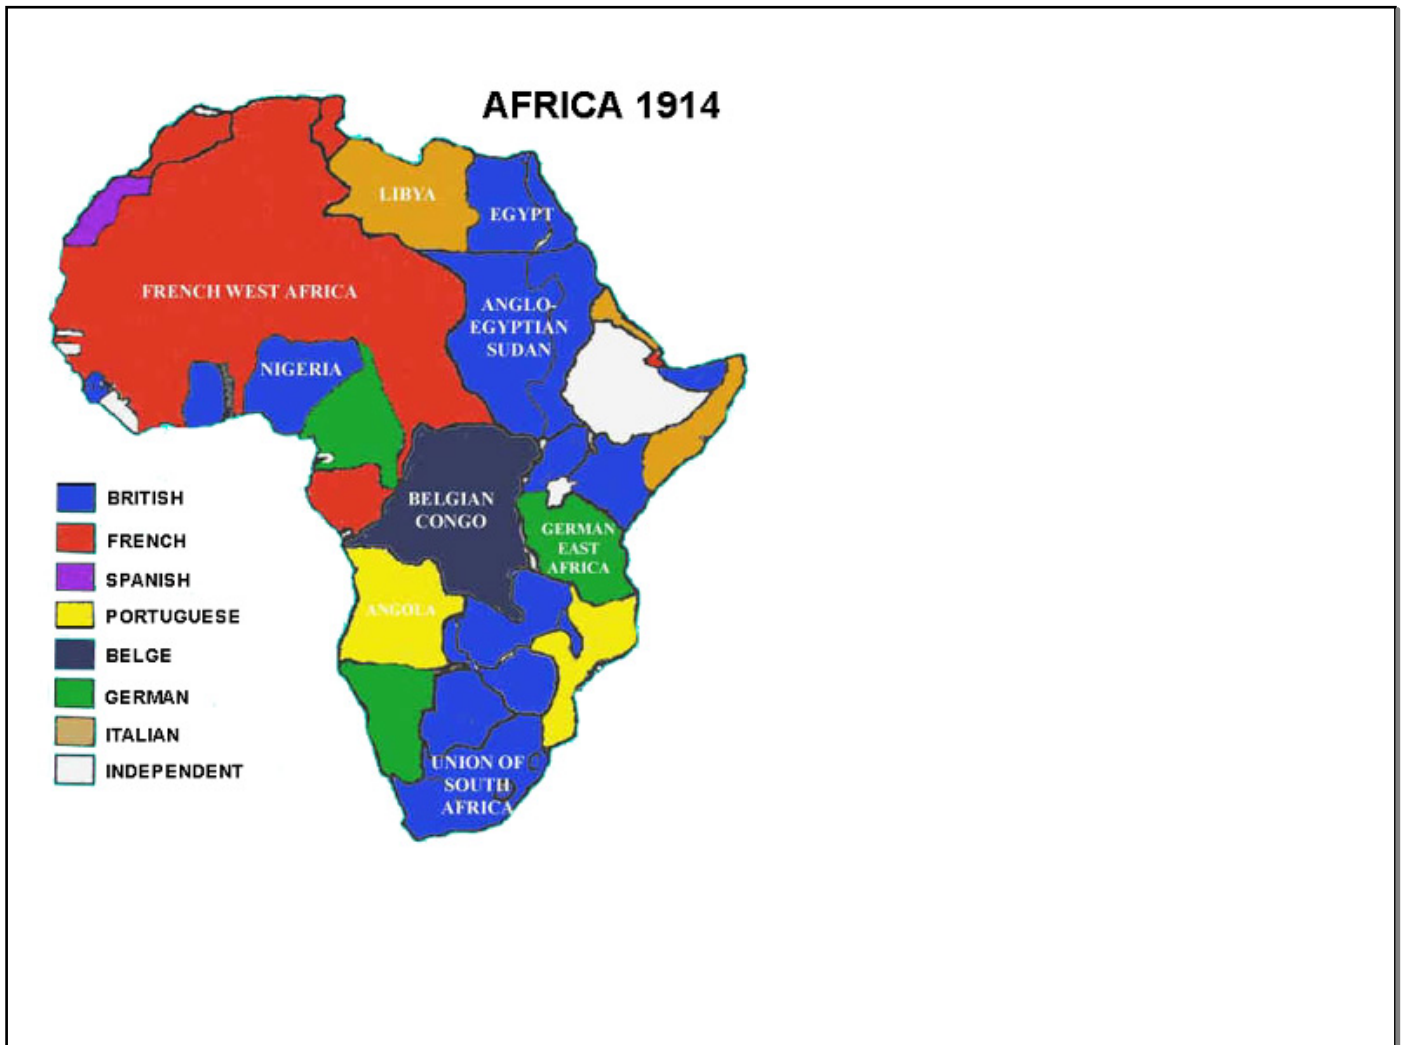 AFRICA 1914
LIBYA
EGYPT
FRENCH WEST AFRICA
ANGLO-
EGYPTIAN
SUDAN
NIGERIA
BELGIAN
CONGO
GERMAN
EAST
AFRICA
ANGOLA
UNION OF
SOUTH
AFRICA
BRITISH
FRENCH
SPANISH
PORTUGUESE
BELGE
GERMAN
ITALIAN
INDEPENDENT